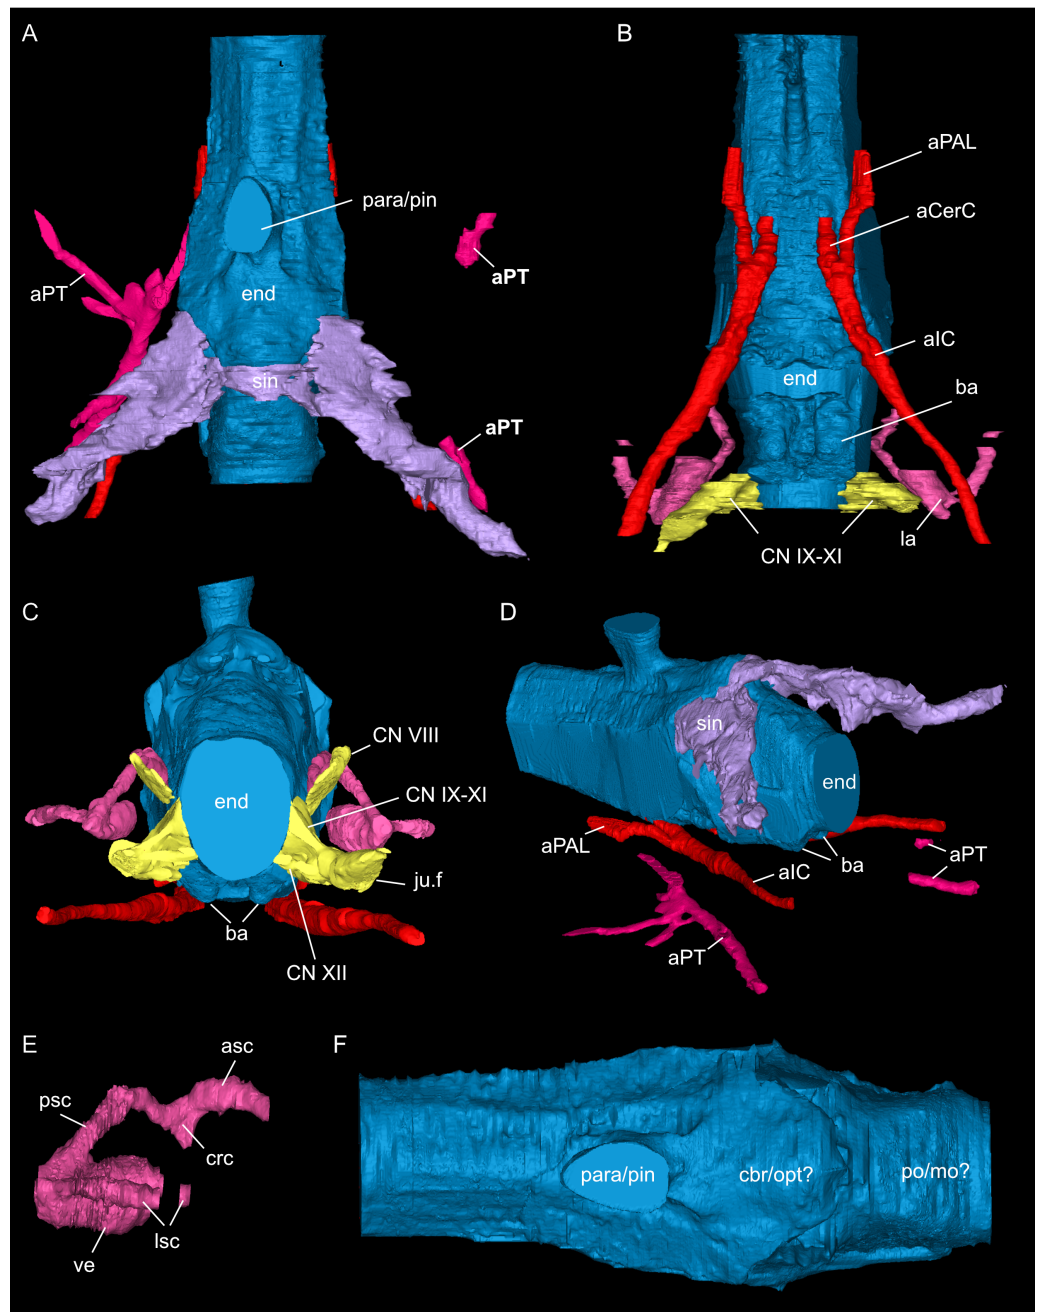 A
para/pin
aPT
aPT
end
sin
aPT
B
aPAL
aCerC
aIC
end
ba
la
CN IX-XI
C
CN VIII
end
CN IX-XI
ju.f
ba
CN XII
D
sin
end
aPAL
ba
aPT
aIC
aPT
E
asc
psc
crc
lsc
ve
F
para/pin
cbr/opt?
po/mo?